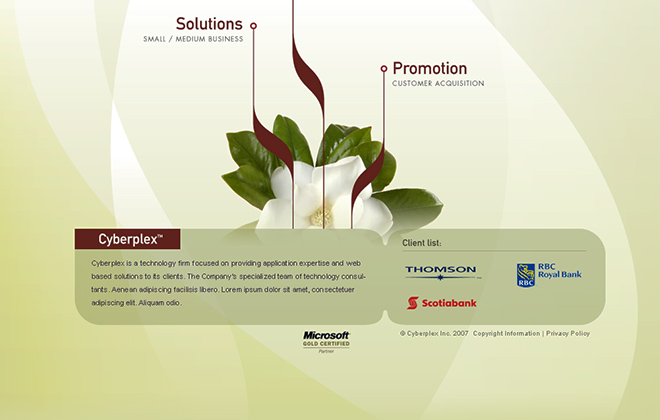 Solutions
SMALL / MEDIUM BUSINESS
Promotion
CUSTOMER ACQUISITION
Cyberplex™
Cyberplex is a technology firm focused on providing application expertise and web
based solutions to its clients. The Company's specialized team of technology consul-
tants. Aenean adipiscing facilisis libero. Lorem ipsum dolor sit amet, consectetuer
adipiscing elit. Aliquam odio.
Client list:
THOMSON
RBC
RBC
Royal Bank
Scotiabank
Microsoft
GOLD CERTIFIED
Partner
© Cyberplex Inc. 2007 Copyright Information | Privacy Policy